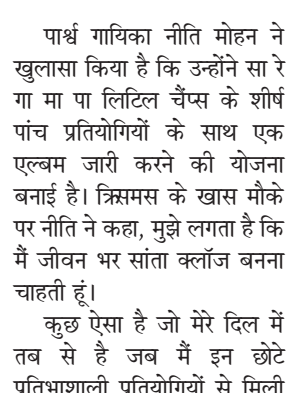 पार्श्व गायिका नीति मोहन ने
खुलासा किया है कि उन्होंने सा रे
गा मा पा लिटिल चैंप्स के शीर्ष
पांच प्रतियोगियों के साथ एक
एल्बम जारी करने की योजना
बनाई है। क्रिसमस के खास मौके
पर नीति ने कहा, मुझे लगता है कि
मैं जीवन भर सांता क्लॉज बनना
चाहती हूं।
कुछ ऐसा है जो मेरे दिल में
तब से है जब मैं इन छोटे
प्रतिभाशाली प्रतियोगियों से मिली